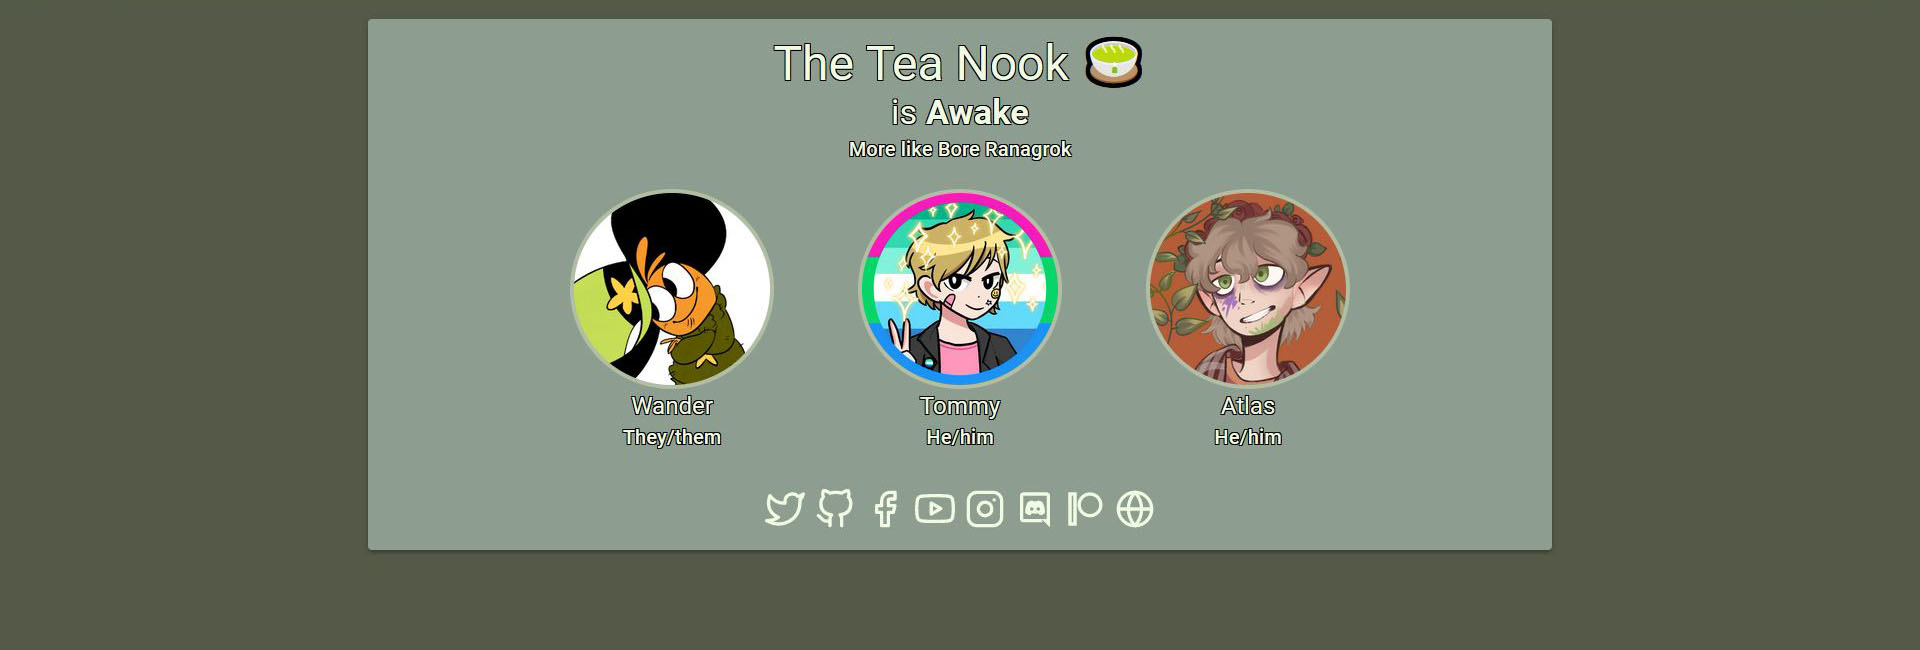 The Tea Nook
is Awake
More like Bore Ranagrok
Wander
They/them
Tommy
He/him
Atlas
He/him